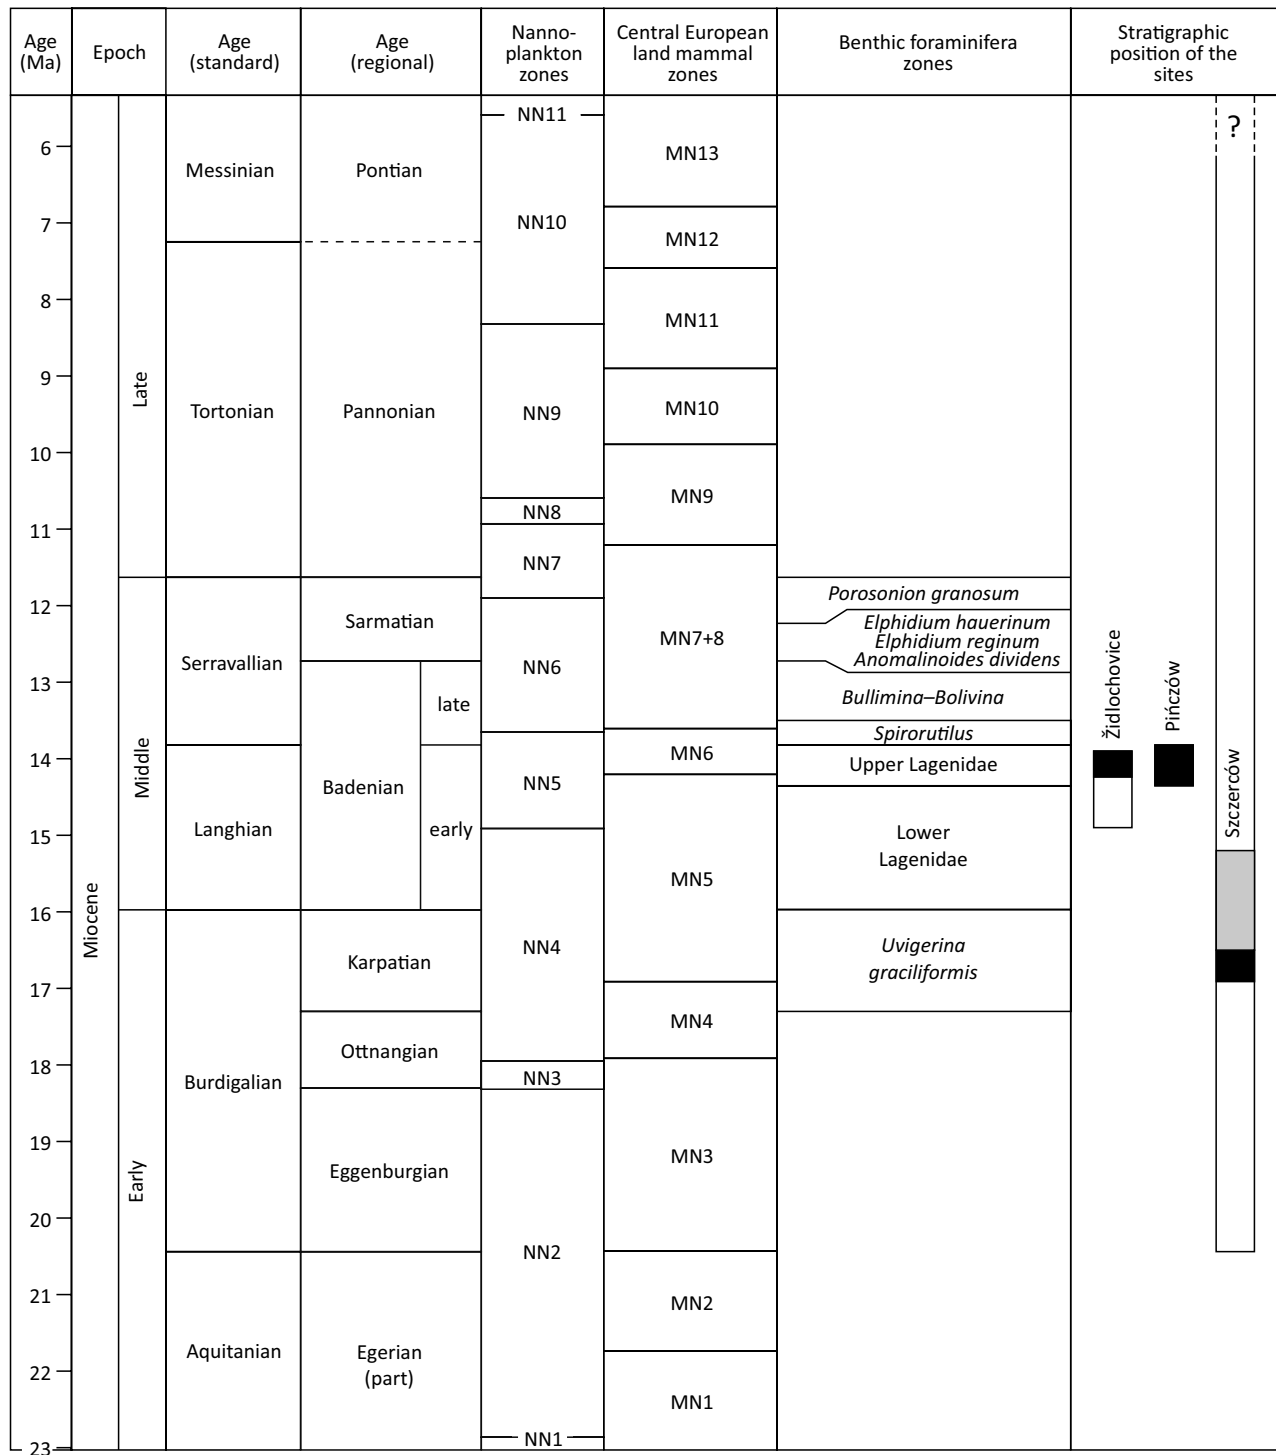 Age
(Ma)
Epoch
Age
(standard)
Age
(regional)
Nanno-
plankton
zones
Central European
land mammal
zones
Benthic foraminifera
zones
Stratigraphic
position of the
sites
6
7
8
9
10
11
12
13
14
15
16
17
18
19
20
21
22
23
Miocene
Late
Middle
Early
Messinian
Tortonian
Serravallian
Langhian
Burdigalian
Aquitanian
Pontian
Pannonian
Sarmatian
Badenian
late
early
Karpatian
Ottnangian
Eggenburgian
Egerian
(part)
NN11
NN10
NN9
NN8
NN7
NN6
NN5
NN4
NN3
NN2
NN1
MN13
MN12
MN11
MN10
MN9
MN7+8
MN6
MN5
MN4
MN3
MN2
MN1
Porosonion granosum
Elphidium hauerinum
Elphidium reginum
Anomalinoides dividens
Bullimina–Bolivina
Spirorutilus
Upper Lagenidae
Lower
Lagenidae
Uvigerina
graciliformis
Židlochovice
Pińczów
?
Szczerców